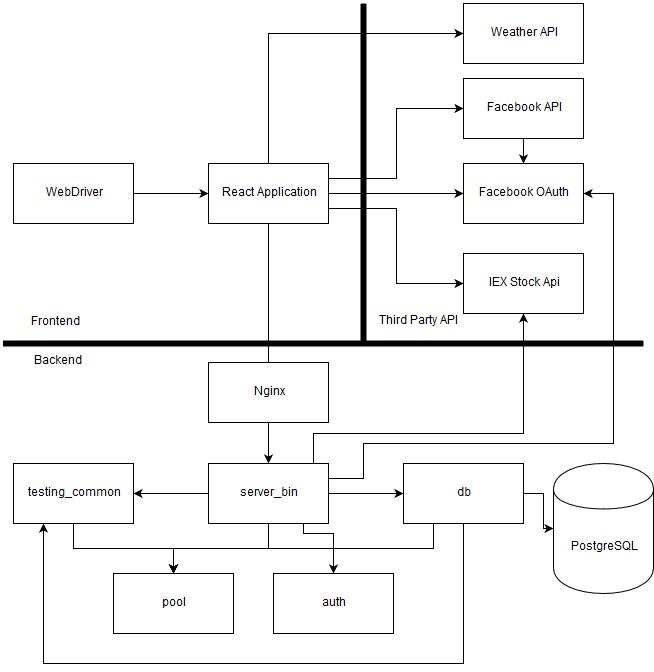 Weather API
Facebook API
WebDriver
React Application
Facebook OAuth
IEX Stock Api
Frontend
Third Party API
Backend
Nginx
testing_common
server_bin
db
PostgreSQL
pool
auth